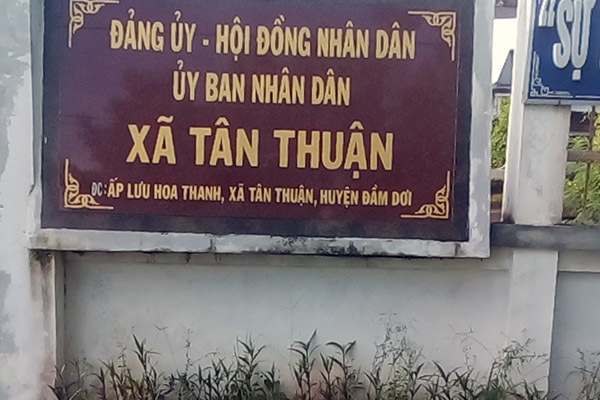 ĐẢNG ỦY - HỘI ĐỒNG NHÂN DÂN
ỦY BAN NHÂN DÂN
XÃ TÂN THUẬN
ĐC: ẤP LƯU HOA THANH, XÃ TÂN THUẬN, HUYỆN ĐẦM DƠI
“SỰ